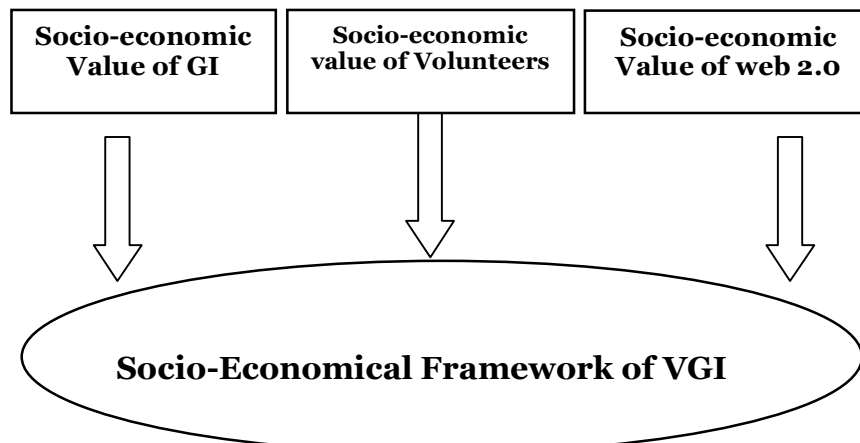 Socio-economic
Value of GI
Socio-economic
value of Volunteers
Socio-economic
Value of web 2.0
Socio-Economical Framework of VGI